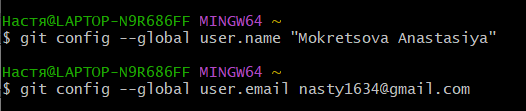 Настя@LAPTOP-N9R686FF MINGW64 ~
$ git config --global user.name "Mokretsova Anastasiya"
Настя@LAPTOP-N9R686FF MINGW64 ~
$ git config --global user.email nasty1634@gmail.com